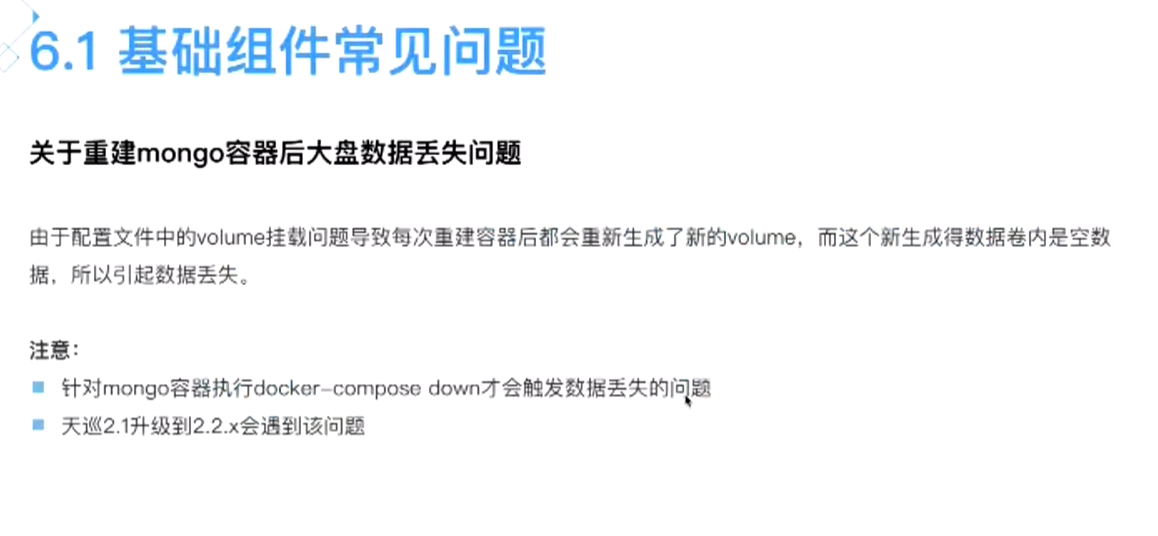 6.1 基础组件常见问题
关于重建mongo容器后大盘数据丢失问题
由于配置文件中的volume挂载问题导致每次重建容器后都会重新生成了新的volume，而这个新生成得数据卷内是空数
据，所以引起数据丢失。
注意：
针对mongo容器执行docker-compose down才会触发数据丢失的问题
天巡2.1升级到2.2.x会遇到该问题